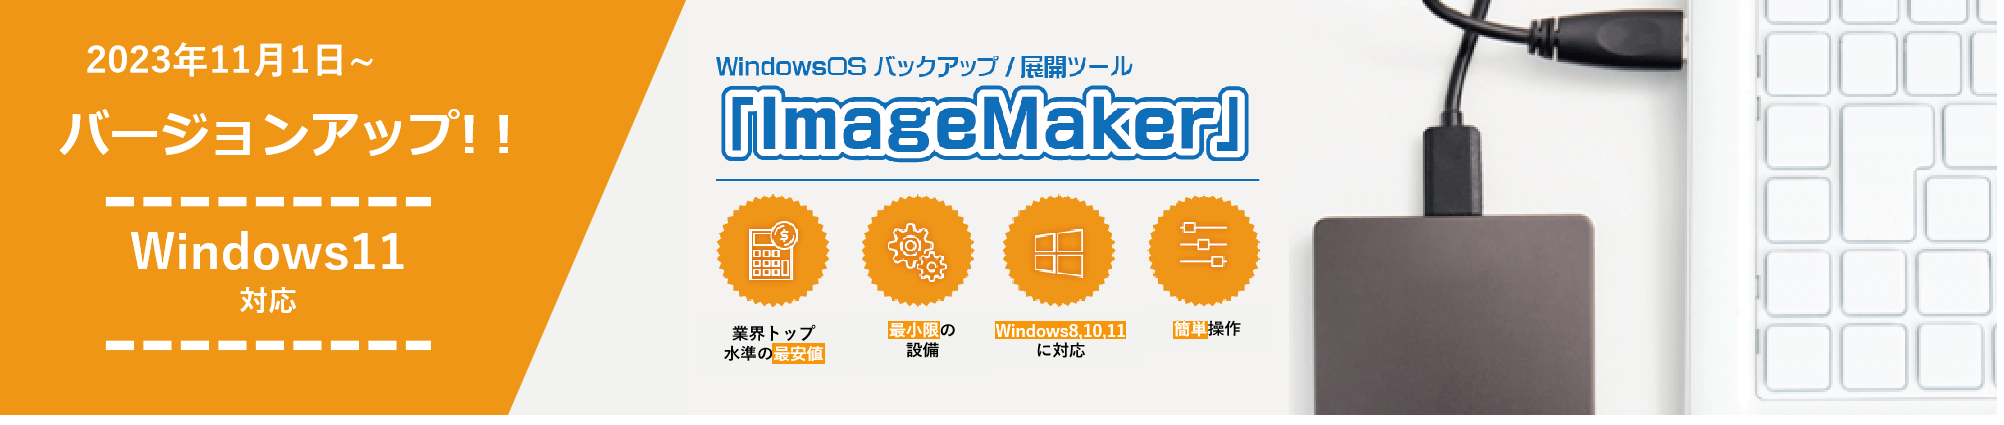 2023年11月1日~
バージョンアップ!!
Windows11
対応
WindowsOS バックアップ / 展開ツール
「ImageMaker」
業界トップ
水準の最安値
最小限の
設備
Windows8,10,11
に対応
簡単操作